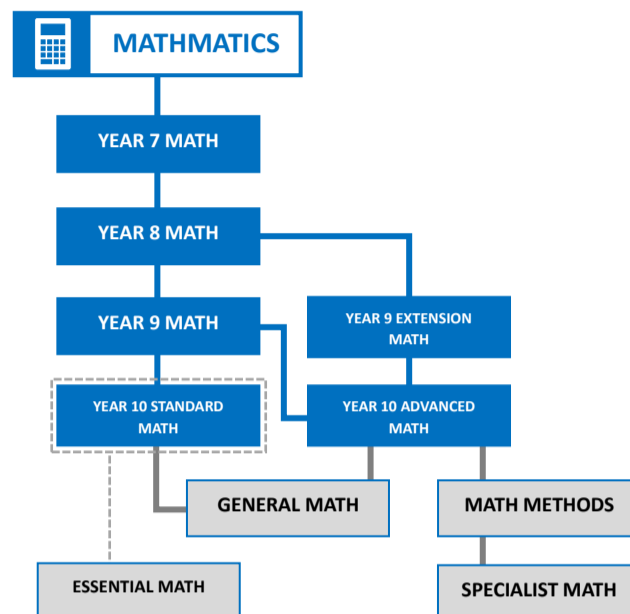 MATHMATICS
YEAR 7 MATH
YEAR 8 MATH
YEAR 9 MATH
YEAR 9 EXTENSION
MATH
YEAR 10 STANDARD
MATH
YEAR 10 ADVANCED
MATH
GENERAL MATH
MATH METHODS
ESSENTIAL MATH
SPECIALIST MATH